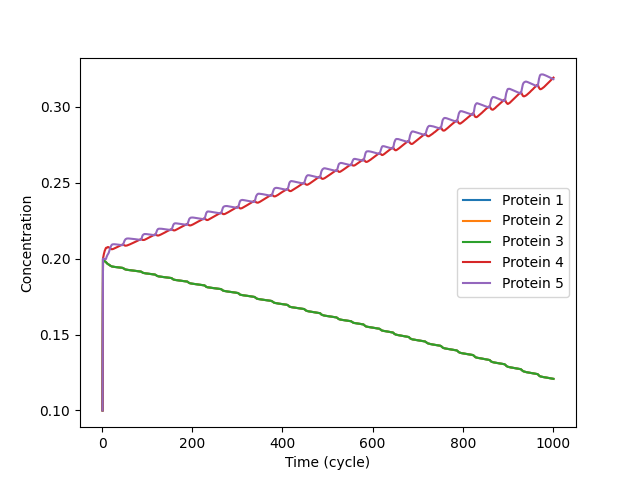 0.30
0.25
0.20
0.15
0.10
Concentration
Protein 1
Protein 2
Protein 3
Protein 4
Protein 5
0 200 400 600 800 1000
Time (cycle)